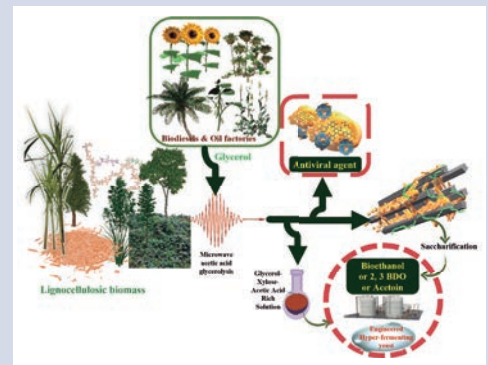 Biodiesels & Oil factories
Glycerol
Antiviral agent
Microwave
acetic acid
glycerolysis
Lignocellulosic biomass
Saccharification
Glycerol-
Xylose-
Acetic Acid
Rich
Solution
Bioethanol
or 2, 3 BDO
or Acetoin
Engineered
Hyper-fermenting
yeast